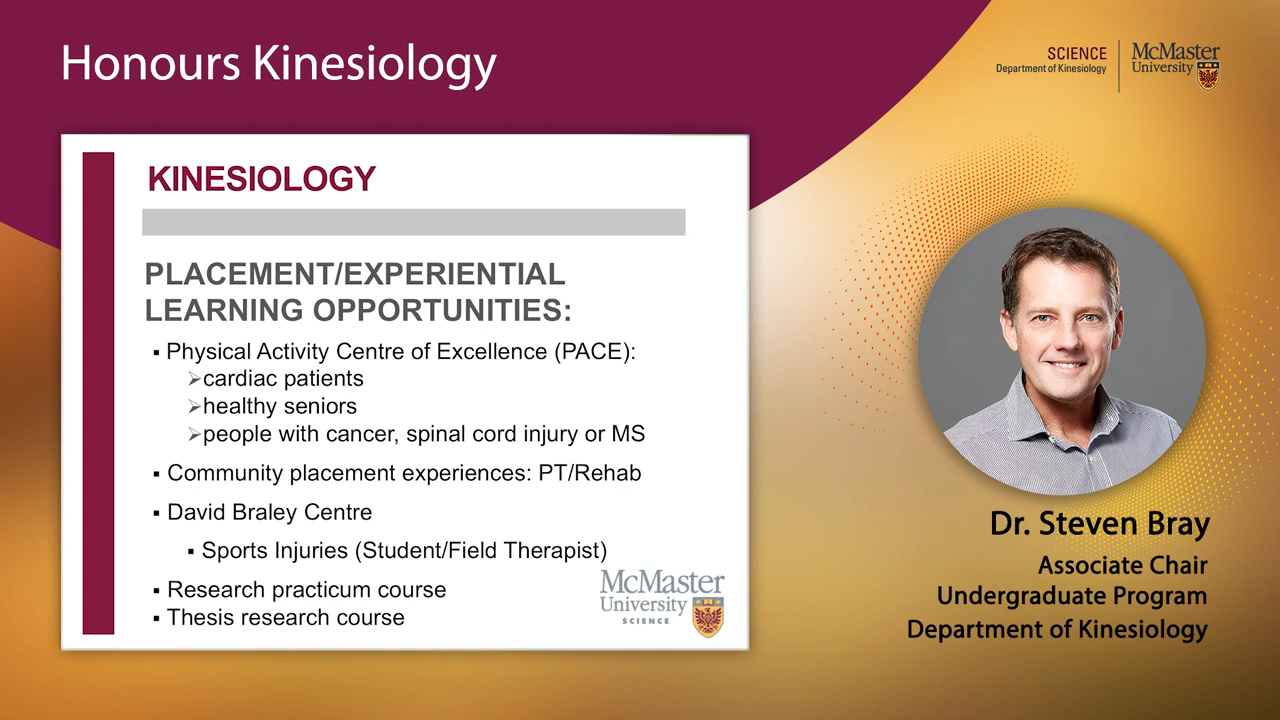 Honours Kinesiology
SCIENCE
Department of Kinesiology
McMaster
University
KINESIOLOGY
PLACEMENT/EXPERIENTIAL
LEARNING OPPORTUNITIES:
▪ Physical Activity Centre of Excellence (PACE):
➢cardiac patients
➢healthy seniors
➢people with cancer, spinal cord injury or MS
▪ Community placement experiences: PT/Rehab
▪ David Braley Centre
▪ Sports Injuries (Student/Field Therapist)
▪ Research practicum course
▪ Thesis research course
McMaster
University
SCIENCE
Dr. Steven Bray
Associate Chair
Undergraduate Program
Department of Kinesiology